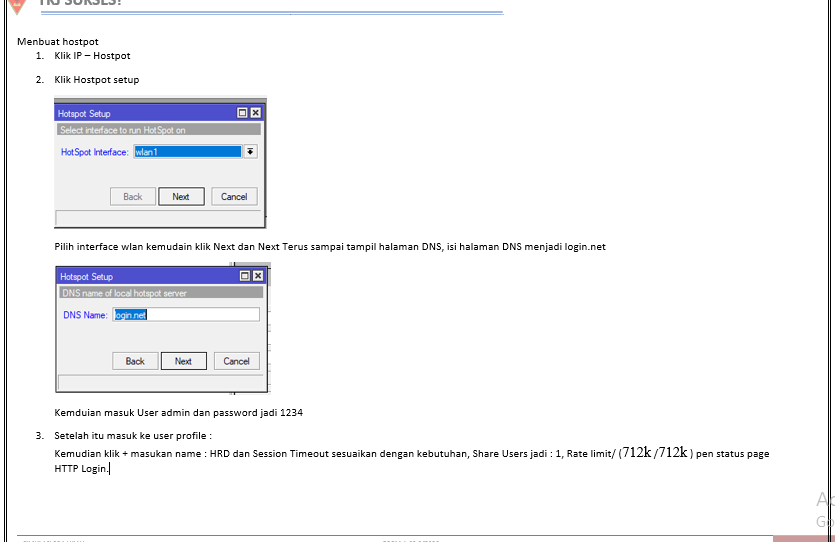 TKJ SUKSES!
Menbuat hostpot
1. Klik IP – Hostpot
2. Klik Hostpot setup
Hotspot Setup
Select interface to run HotSpot on
HotSpot Interface: wlan1
Back Next Cancel
Pilih interface wlan kemudain klik Next dan Next Terus sampai tampil halaman DNS, isi halaman DNS menjadi login.net
Hotspot Setup
DNS name of local hotspot server
DNS Name: login.net
Back Next Cancel
Kemduian masuk User admin dan password jadi 1234
3. Setelah itu masuk ke user profile :
Kemudian klik + masukan name : HRD dan Session Timeout sesuaikan dengan kebutuhan, Share Users jadi : 1, Rate limit/ (712k /712k ) pen status page
HTTP Login.